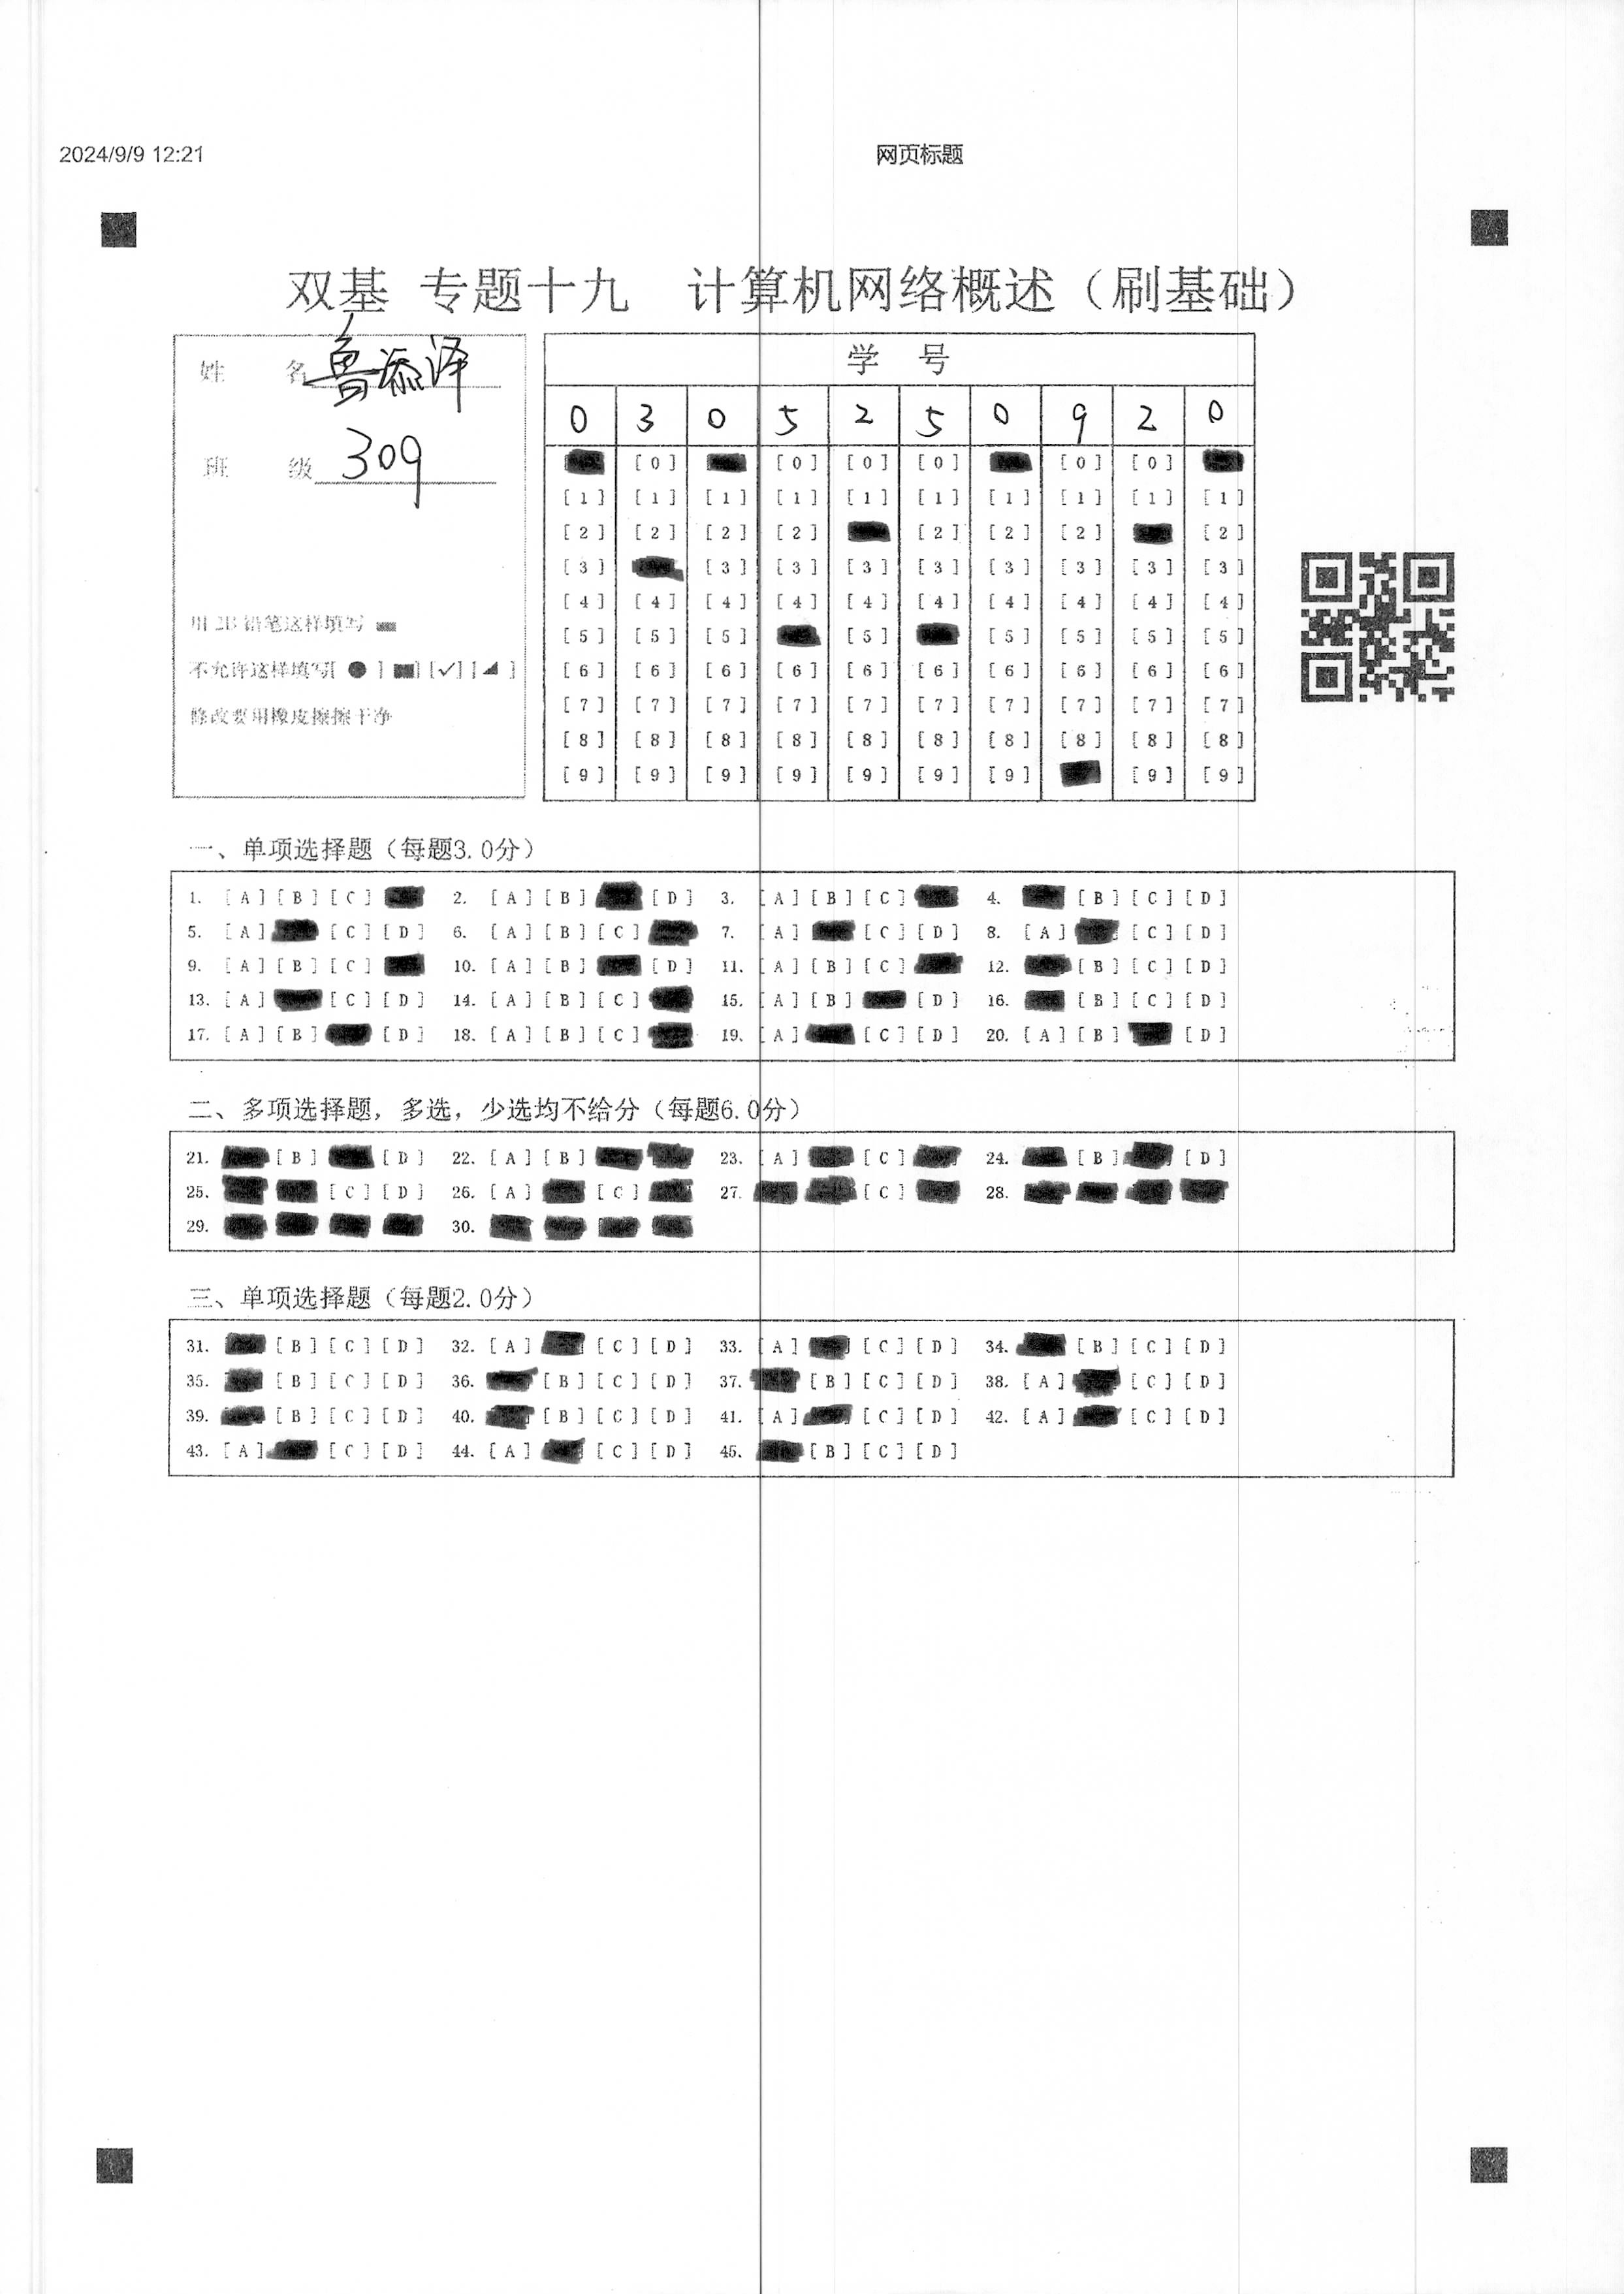 2024/9/9 12:21 网页标题
双基 专题十九 计算机网络概述（刷基础）
姓 名 鲁添泽
班 级 309
用 2B 铅笔这样填写
不允许这样填写[ ● ] [■] [✓] [◢ ]
修改要用橡皮擦擦干净
学 号
0 3 0 5 2 5 0 9 2 0
[0] [0] [0] [0] [0] [0]
[1] [1] [1] [1] [1] [1] [1] [1] [1] [1]
[2] [2] [2] [2] [2] [2] [2] [2]
[3] [3] [3] [3] [3] [3] [3] [3] [3]
[4] [4] [4] [4] [4] [4] [4] [4] [4] [4]
[5] [5] [5] [5] [5] [5] [5] [5]
[6] [6] [6] [6] [6] [6] [6] [6] [6] [6]
[7] [7] [7] [7] [7] [7] [7] [7] [7] [7]
[8] [8] [8] [8] [8] [8] [8] [8] [8] [8]
[9] [9] [9] [9] [9] [9] [9] [9] [9]
一、单项选择题（每题3.0分）
1. [A] [B] [C] 2. [A] [B] [D] 3. [A] [B] [C] 4. [B] [C] [D]
5. [A] [C] [D] 6. [A] [B] [C] 7. [A] [C] [D] 8. [A] [C] [D]
9. [A] [B] [C] 10. [A] [B] [D] 11. [A] [B] [C] 12. [B] [C] [D]
13. [A] [C] [D] 14. [A] [B] [C] 15. [A] [B] [D] 16. [B] [C] [D]
17. [A] [B] [D] 18. [A] [B] [C] 19. [A] [C] [D] 20. [A] [B] [D]
二、多项选择题，多选，少选均不给分（每题6.0分）
21. [B] [D] 22. [A] [B] 23. [A] [C] 24. [B] [D]
25. [C] [D] 26. [A] [C] 27. [C] 28.
29. 30.
三、单项选择题（每题2.0分）
31. [B] [C] [D] 32. [A] [C] [D] 33. [A] [C] [D] 34. [B] [C] [D]
35. [B] [C] [D] 36. [B] [C] [D] 37. [B] [C] [D] 38. [A] [C] [D]
39. [B] [C] [D] 40. [B] [C] [D] 41. [A] [C] [D] 42. [A] [C] [D]
43. [A] [C] [D] 44. [A] [C] [D] 45. [B] [C] [D]